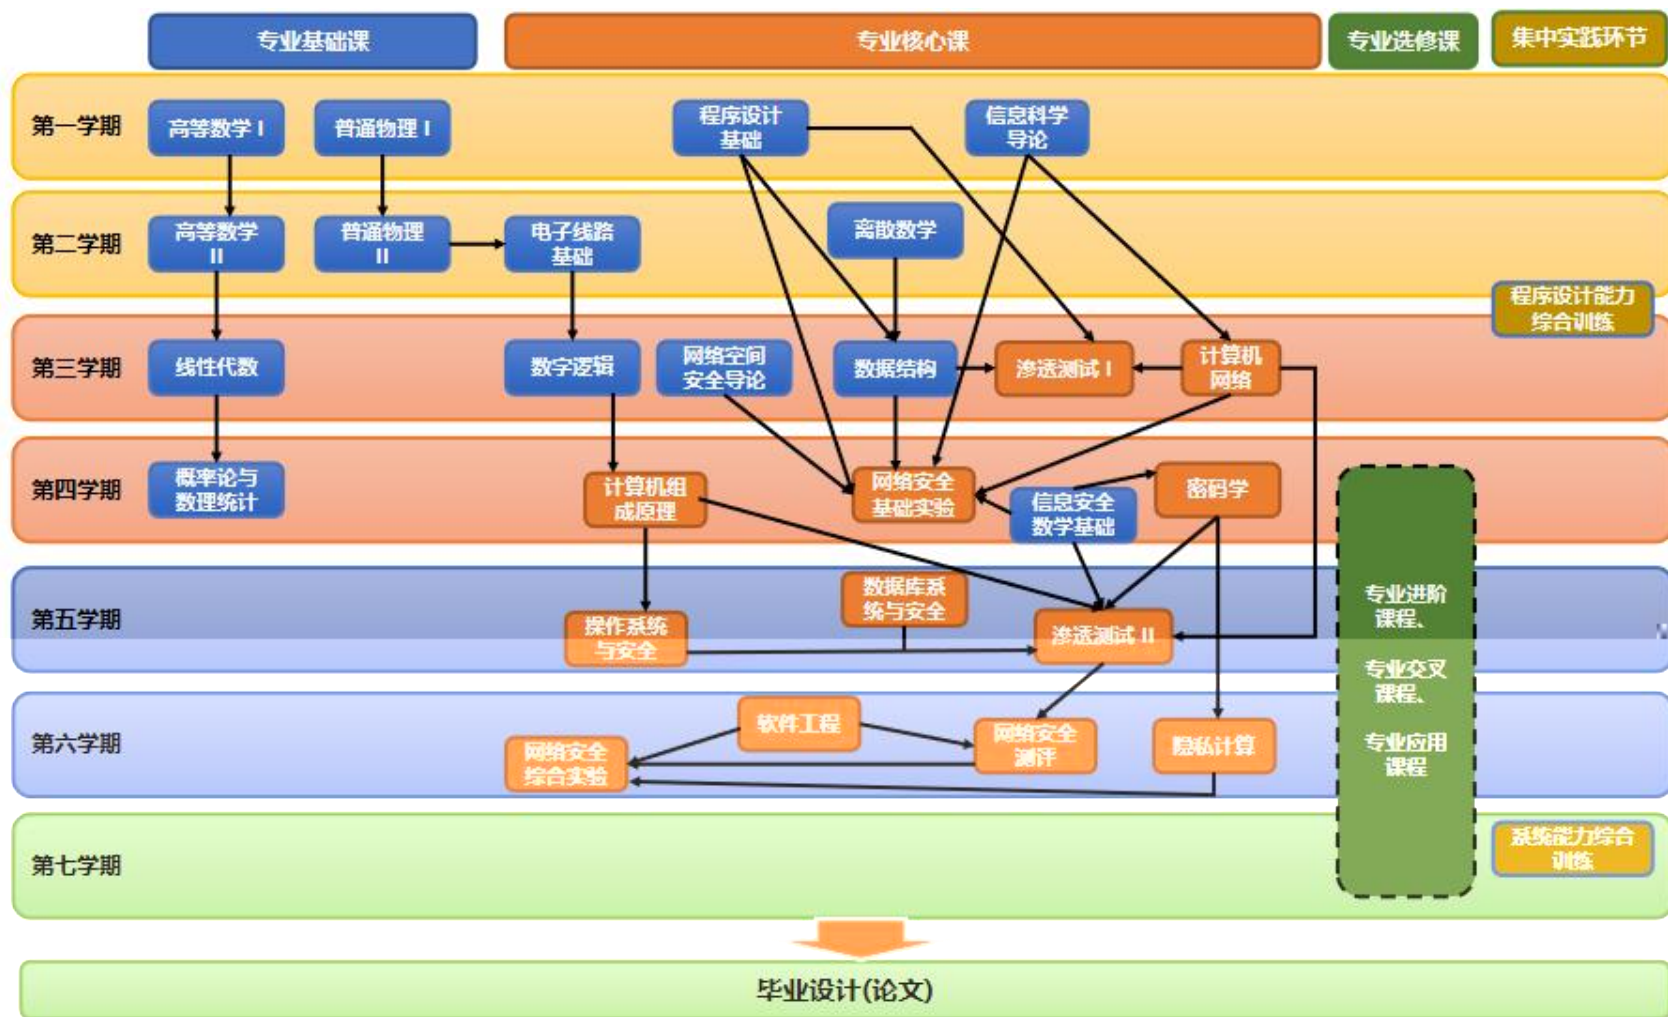 专业基础课
专业核心课
专业选修课
集中实践环节
第一学期
高等数学 I
普通物理 I
程序设计
基础
信息科学
导论
第二学期
高等数学
II
普通物理
II
电子线路
基础
离散数学
程序设计能力
综合训练
第三学期
线性代数
数字逻辑
网络空间
安全导论
数据结构
渗透测试 I
计算机
网络
第四学期
概率论与
数理统计
计算机组
成原理
网络安全
基础实验
信息安全
数学基础
密码学
第五学期
操作系统
与安全
数据库系
统与安全
渗透测试 II
专业进阶
课程、
专业交叉
课程、
专业应用
课程
第六学期
网络安全
综合实验
软件工程
网络安全
测评
隐私计算
第七学期
系统能力综合
训练
毕业设计(论文)